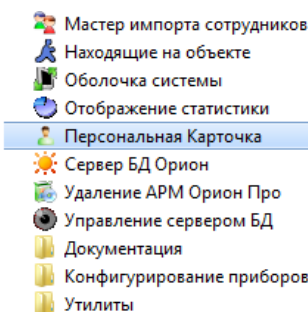 Мастер импорта сотрудников
Находящие на объекте
Оболочка системы
Отображение статистики
Персональная Карточка
Сервер БД Орион
Удаление АРМ Орион Про
Управление сервером БД
Документация
Конфигурирование приборов
Утилиты